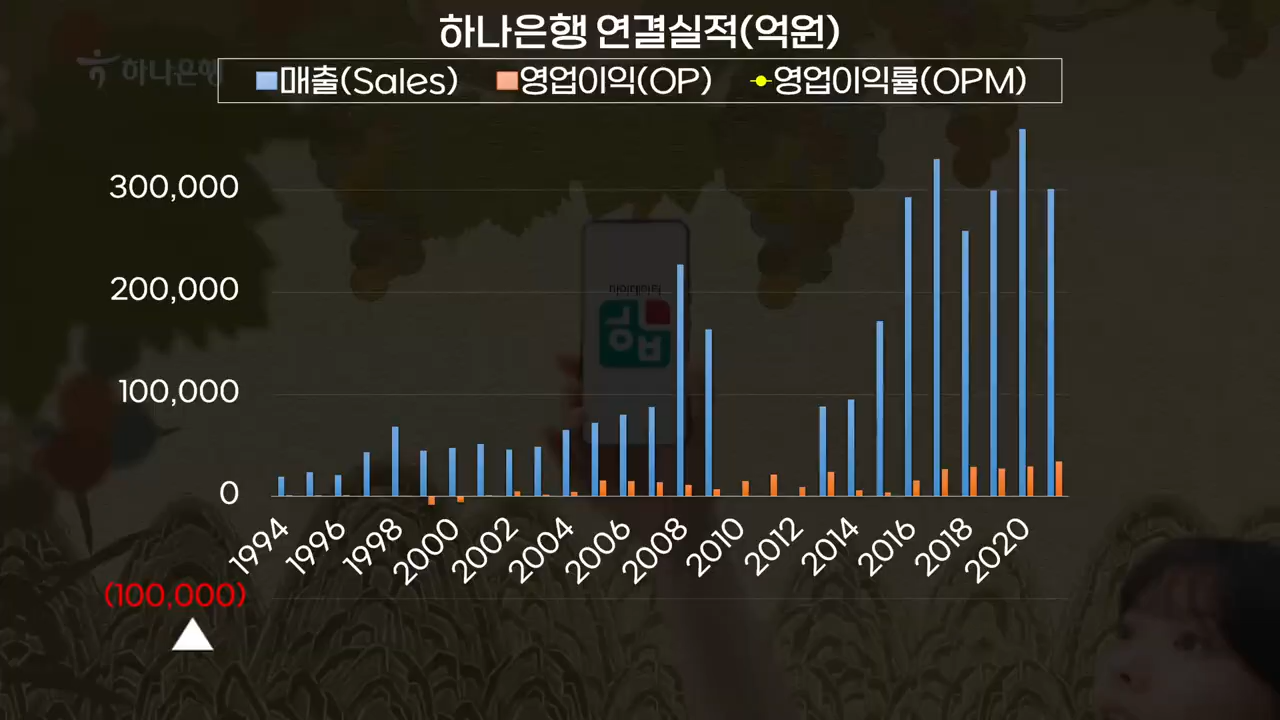 하나은행 연결실적(억원)
하나은행
매출(Sales) 영업이익(OP) 영업이익률(OPM)
300,000
200,000
100,000
0
1994 1996 1998 2000 2002 2004 2006 2008 2010 2012 2014 2016 2018 2020
(100,000)